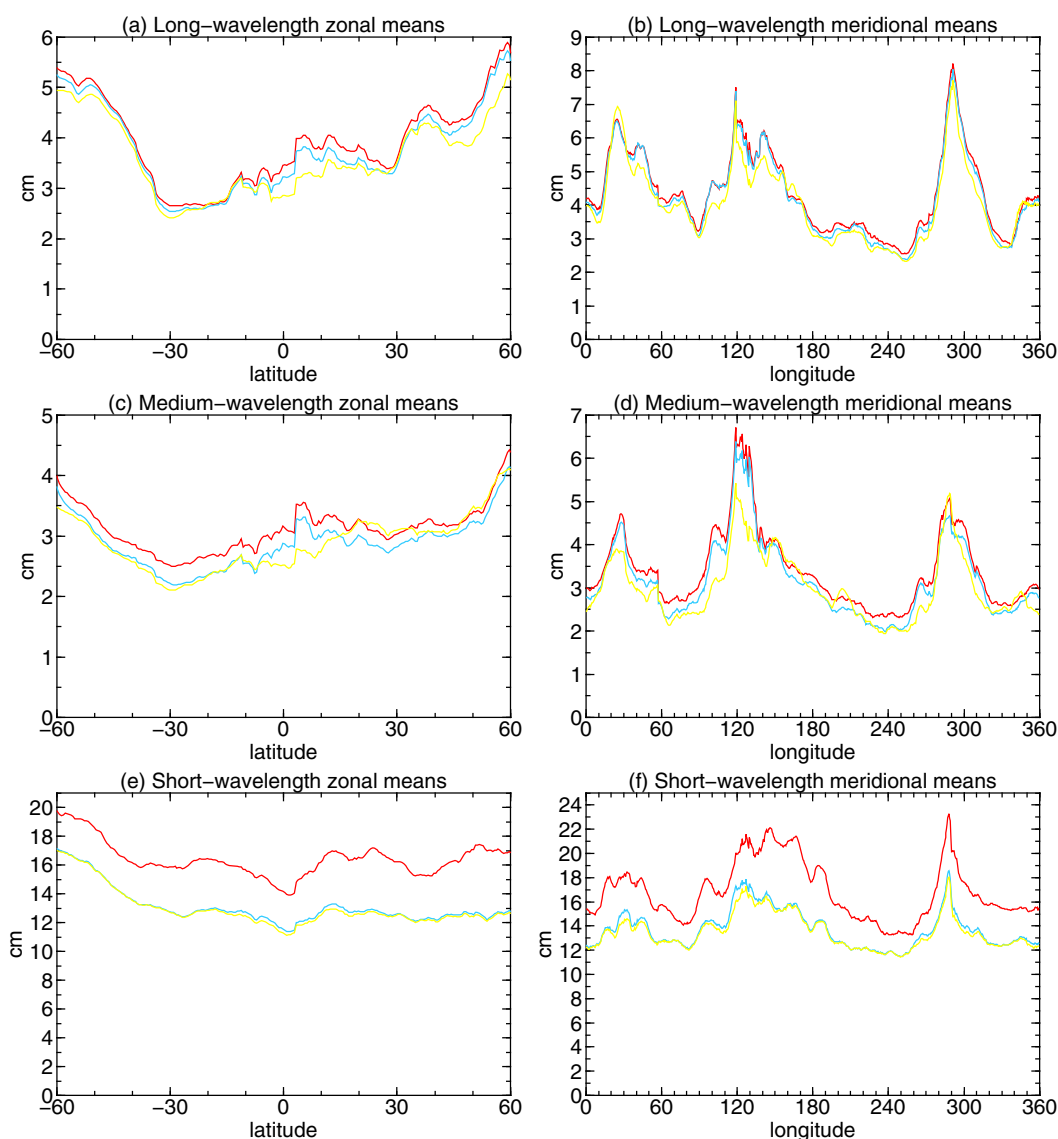 (a) Long−wavelength zonal means
6
5
4
3
2
1
0
cm
−60 −30 0 30 60
latitude
(b) Long−wavelength meridional means
9
8
7
6
5
4
3
2
1
0
cm
0 60 120 180 240 300 360
longitude
(c) Medium−wavelength zonal means
5
4
3
2
1
0
cm
−60 −30 0 30 60
latitude
(d) Medium−wavelength meridional means
7
6
5
4
3
2
1
0
cm
0 60 120 180 240 300 360
longitude
(e) Short−wavelength zonal means
20
18
16
14
12
10
8
6
4
2
0
cm
−60 −30 0 30 60
latitude
(f) Short−wavelength meridional means
24
22
20
18
16
14
12
10
8
6
4
2
0
cm
0 60 120 180 240 300 360
longitude